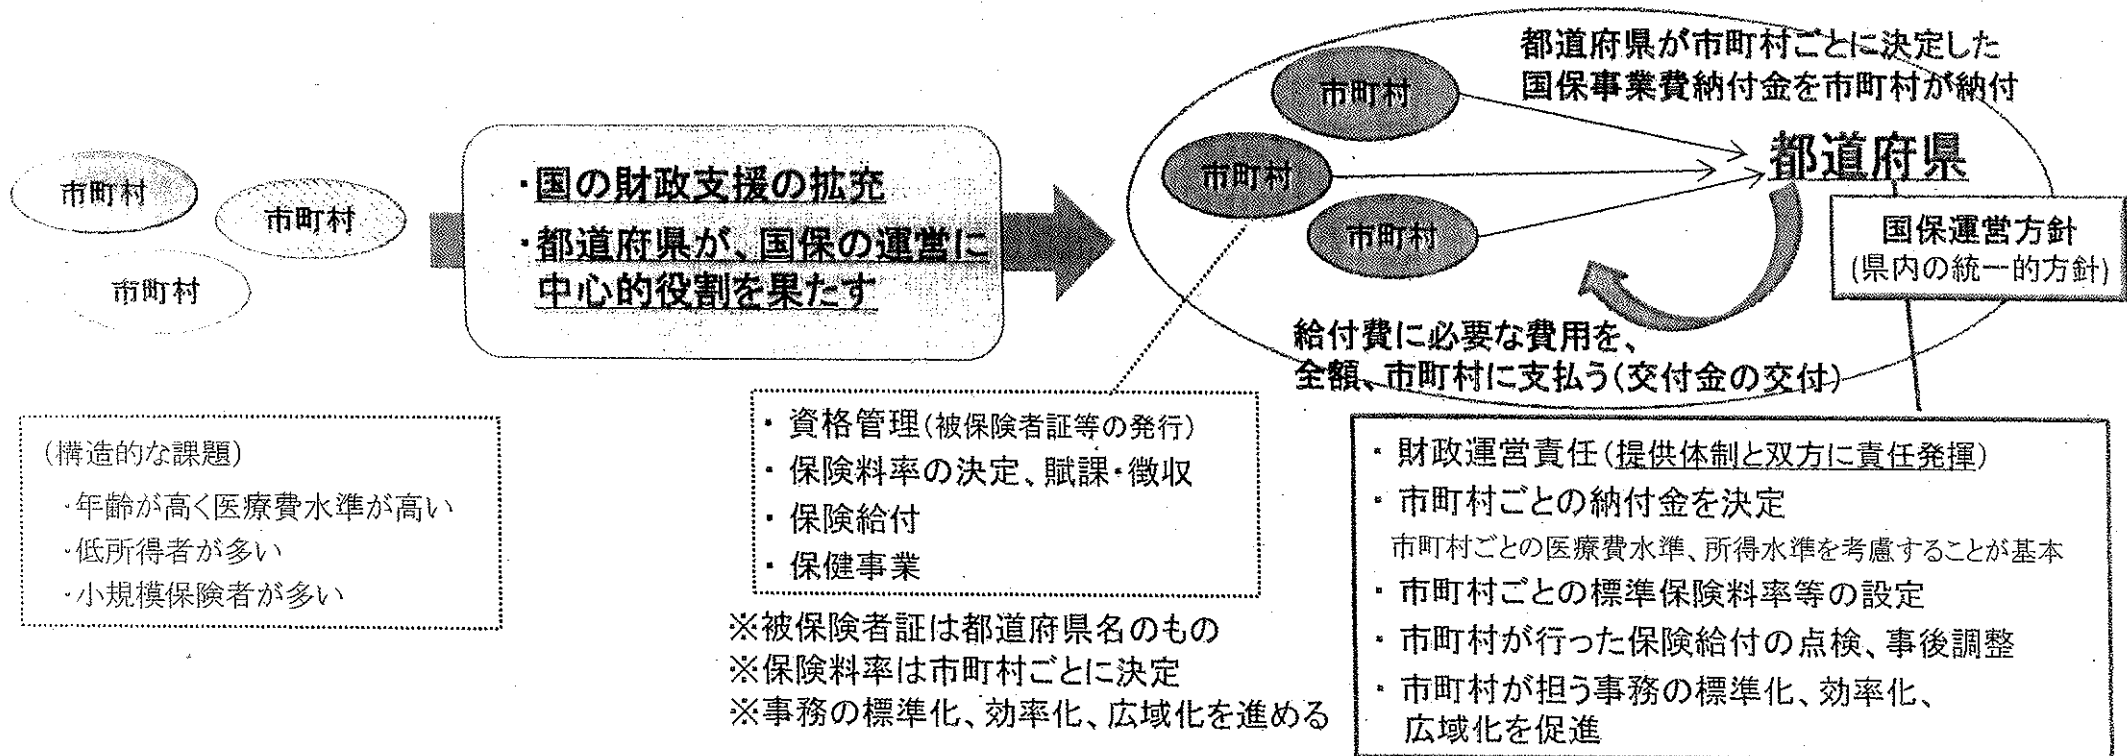 市町村
市町村
市町村
・国の財政支援の拡充
・都道府県が、国保の運営に
中心的役割を果たす
都道府県が市町村ごとに決定した
国保事業費納付金を市町村が納付
市町村
市町村
市町村
都道府県
国保運営方針
(県内の統一的方針)
給付費に必要な費用を、
全額、市町村に支払う(交付金の交付)
(構造的な課題)
・年齢が高く医療費水準が高い
・低所得者が多い
・小規模保険者が多い
・ 資格管理(被保険者証等の発行)
・ 保険料率の決定、賦課・徴収
・ 保険給付
・ 保健事業
※被保険者証は都道府県名のもの
※保険料率は市町村ごとに決定
※事務の標準化、効率化、広域化を進める
・ 財政運営責任(提供体制と双方に責任発揮)
・ 市町村ごとの納付金を決定
市町村ごとの医療費水準、所得水準を考慮することが基本
・ 市町村ごとの標準保険料率等の設定
・ 市町村が行った保険給付の点検、事後調整
・ 市町村が担う事務の標準化、効率化、
広域化を促進